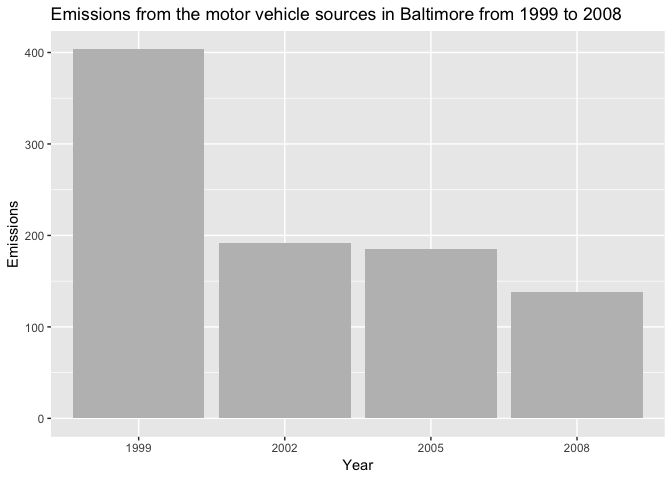 Emissions from the motor vehicle sources in Baltimore from 1999 to 2008
Emissions
400
300
200
100
0
1999 2002 2005 2008
Year